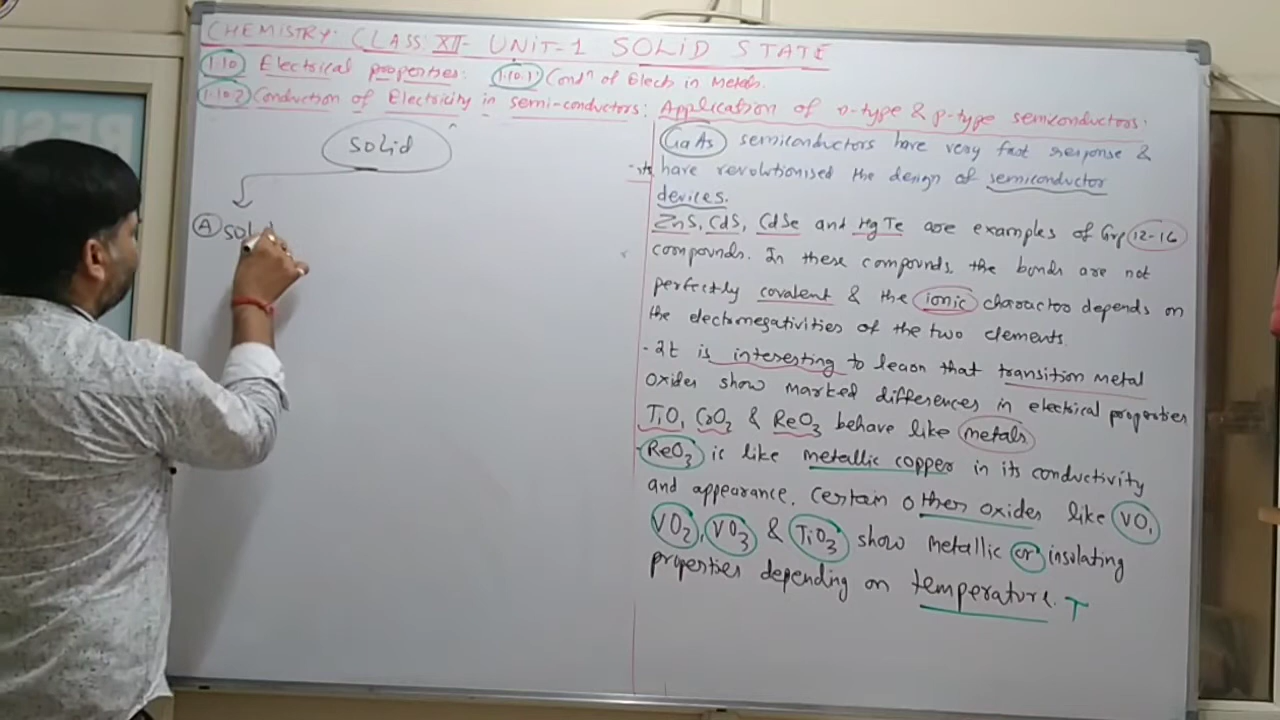 CHEMISTRY: CLASS XII- UNIT-1 SOLID STATE
1.10 Electrical properties: 1.10.1 Condⁿ of Elect in Metals.
1.10.2 Conduction of Electricity in semi-conductors: Application of n-type & p-type semiconductors:
Solid
A Sol
GaAs semiconductors have very fast response &
have revolutionised the design of semiconductor
devices.
ZnS, CdS, CdSe and HgTe are examples of Grp 12-16
compounds. In these compounds, the bonds are not
perfectly covalent & the ionic character depends on
the electronegativities of the two elements.
- It is interesting to learn that transition metal
oxides show marked differences in electrical properties
TiO, CrO2 & ReO3 behave like metals
ReO3 is like metallic copper in its conductivity
and appearance. Certain other oxides like VO,
VO2, VO3 & TiO3 show metallic or insulating
properties depending on temperature. T